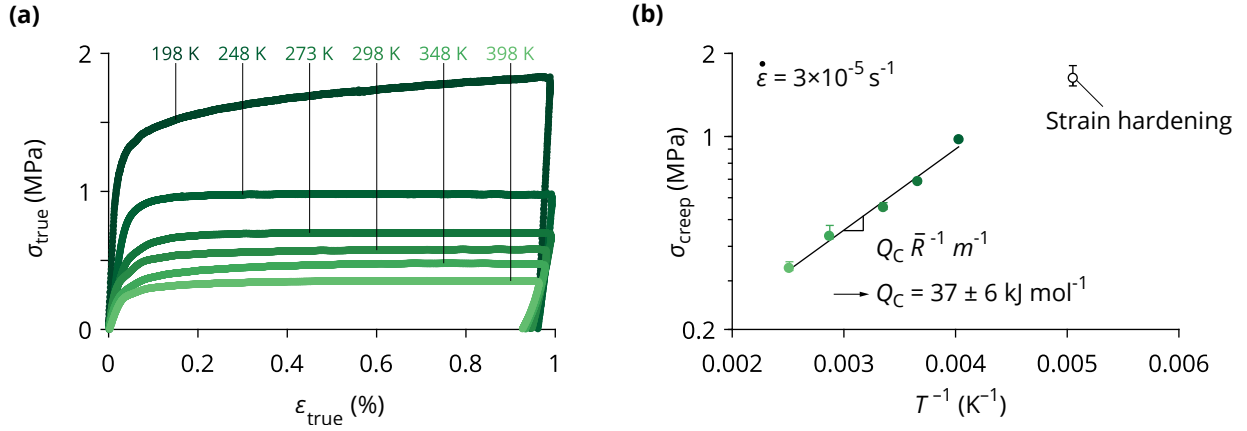 (a)
198 K 248 K 273 K 298 K 348 K 398 K
2
1
0
σtrue (MPa)
0 0.2 0.4 0.6 0.8 1
εtrue (%)
(b)
ε̇ = 3×10⁻⁵ s⁻¹
Strain hardening
2
1
0.2
σcreep (MPa)
Q_C R̄⁻¹ m⁻¹
Q_C = 37 ± 6 kJ mol⁻¹
0.002 0.003 0.004 0.005 0.006
T⁻¹ (K⁻¹)